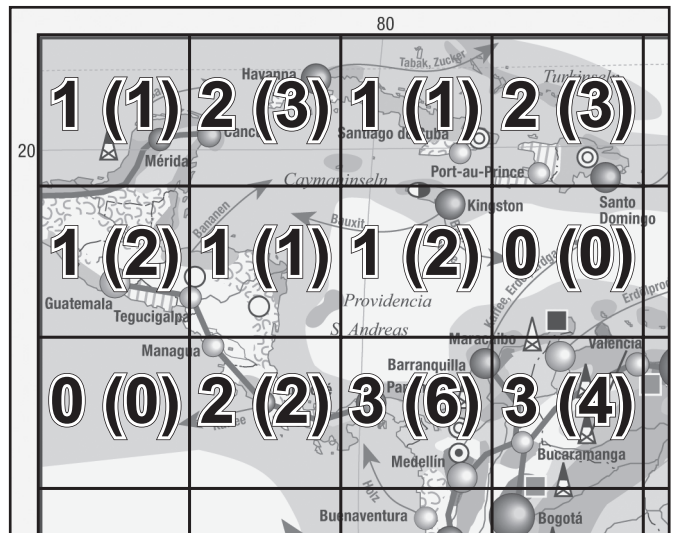 80
Tabak, Zucker
Havanna
Turkinseln
1 (1) 2 (3) 1 (1) 2 (3)
Santiago de Cuba
20
Mérida
Port-au-Prince
Caymaninseln
Kingston
Santo
Domingo
Bananen
Bauxit
1 (2) 1 (1) 1 (2) 0 (0)
Guatemala
Tegucigalpa
Providencia
S. Andreas
Maracaibo
Valencia
Managua
Barranquilla
0 (0) 2 (2) 3 (6) 3 (4)
Medellín
Bucaramanga
Holz
Buenaventura
Bogotá